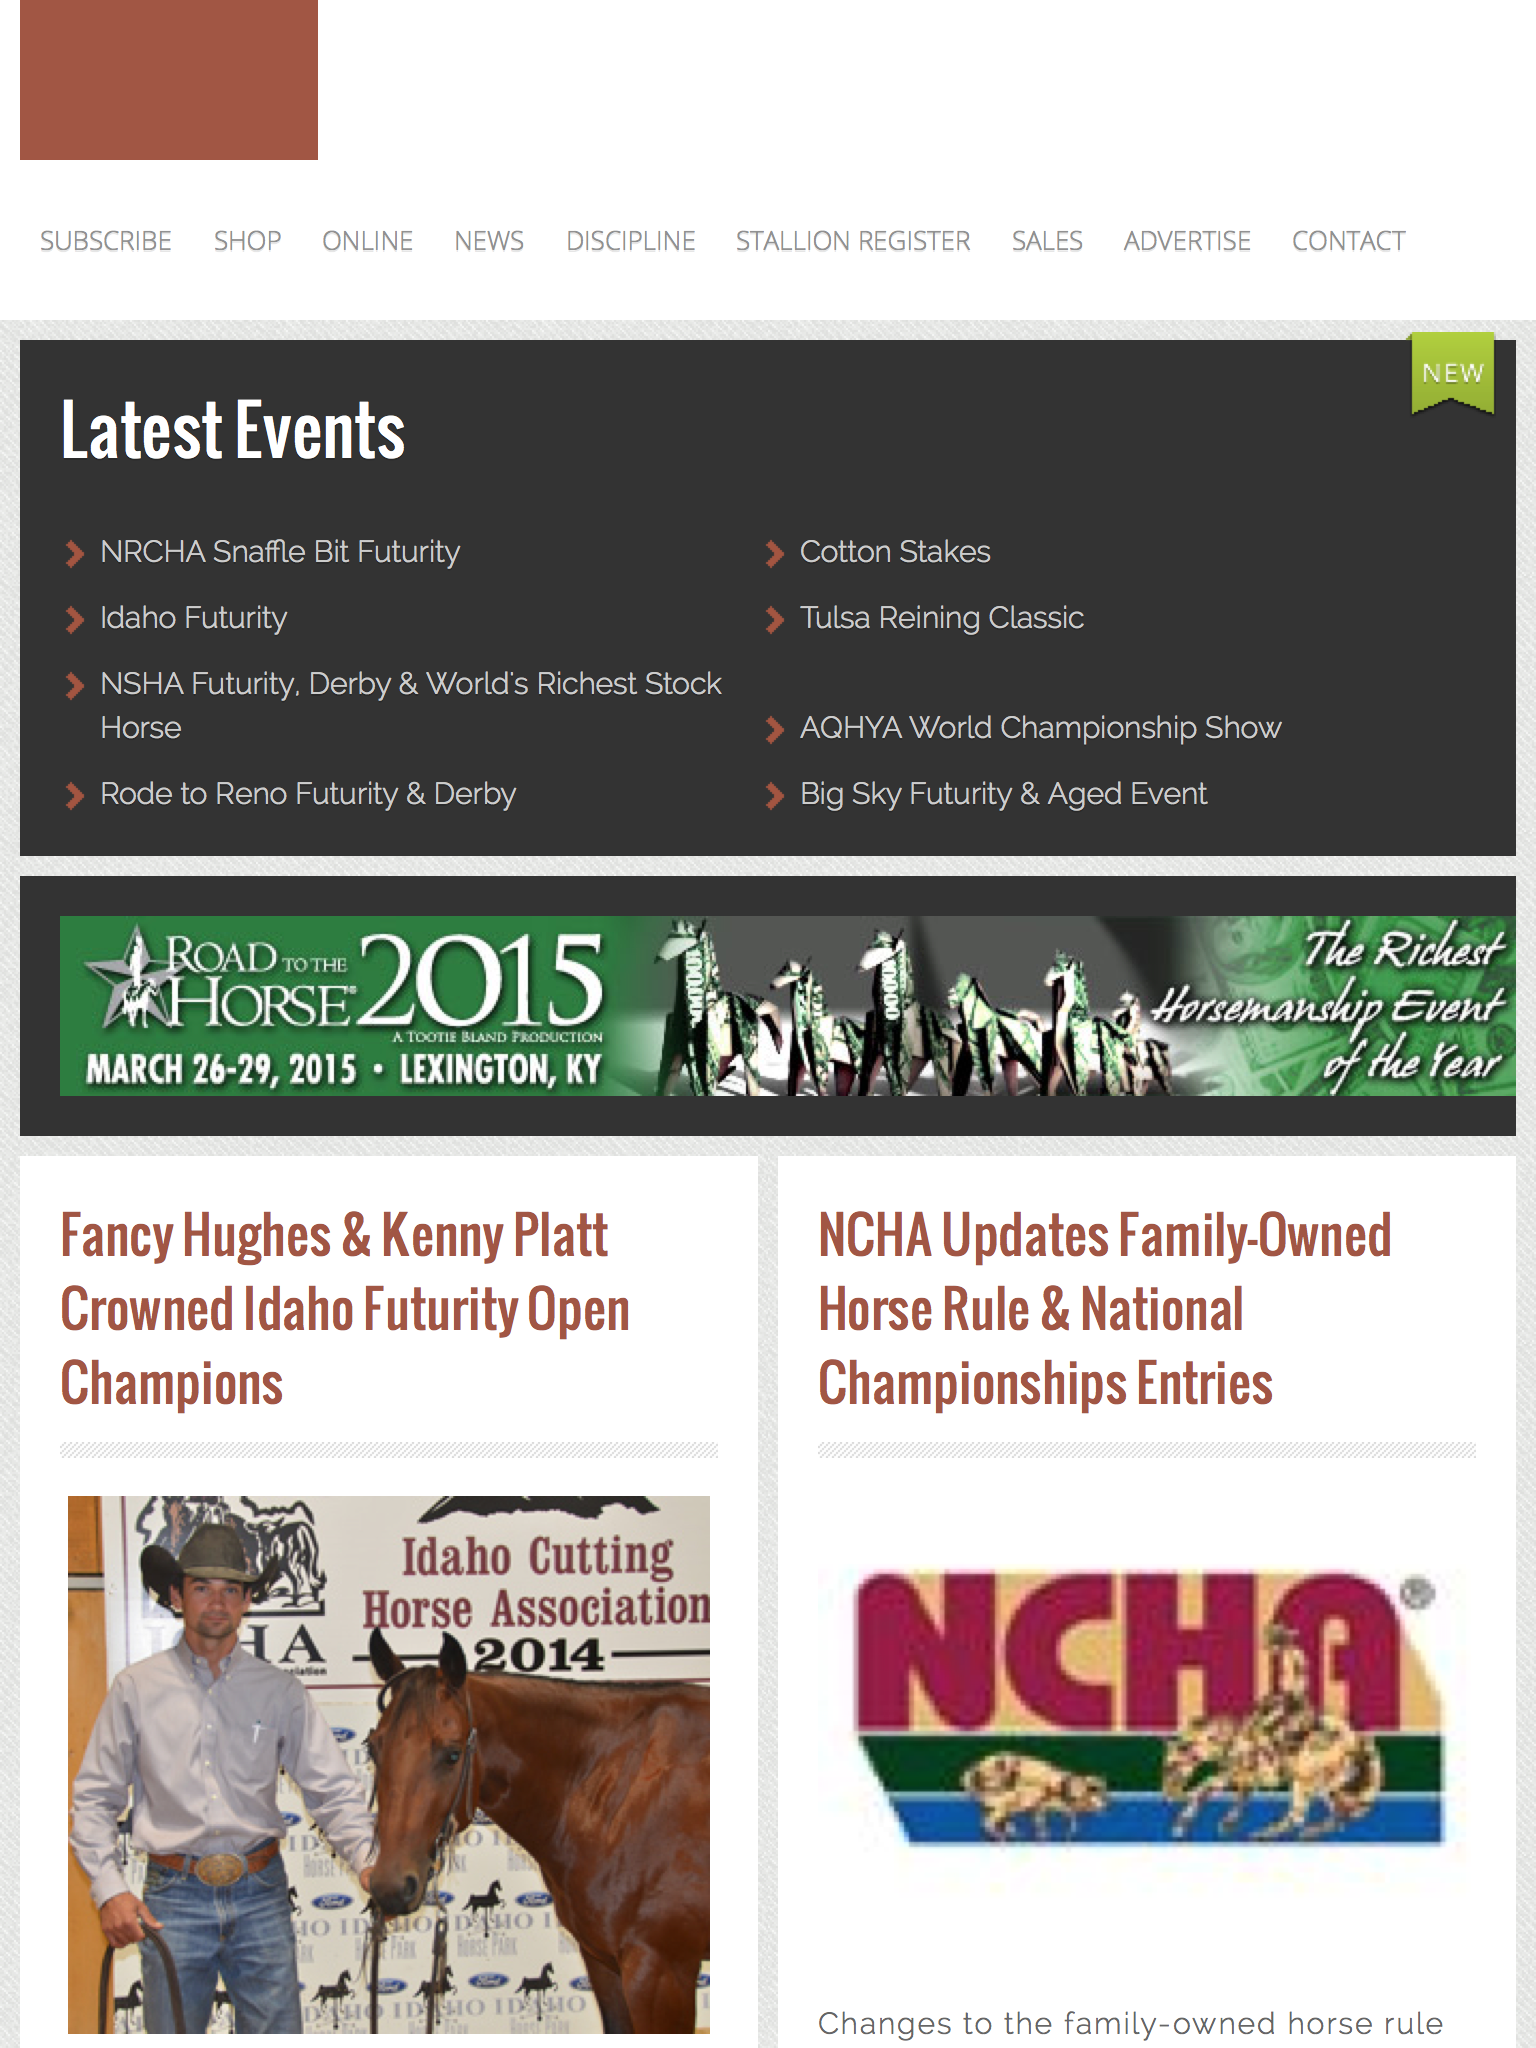 SUBSCRIBE SHOP ONLINE NEWS DISCIPLINE STALLION REGISTER SALES ADVERTISE CONTACT
NEW
Latest Events
NRCHA Snaffle Bit Futurity
Cotton Stakes
Idaho Futurity
Tulsa Reining Classic
NSHA Futurity, Derby & World's Richest Stock
Horse
AQHYA World Championship Show
Rode to Reno Futurity & Derby
Big Sky Futurity & Aged Event
ROAD TO THE
HORSE® 2015
A TOOTIE BLAND PRODUCTION
MARCH 26-29, 2015 • LEXINGTON, KY
The Richest
Horsemanship Event
of the Year
Fancy Hughes & Kenny Platt
Crowned Idaho Futurity Open
Champions
Idaho Cutting
Horse Association
2014
Ford
IDAHO
HORSE PARK
NCHA Updates Family-Owned
Horse Rule & National
Championships Entries
NCHA®
Changes to the family-owned horse rule